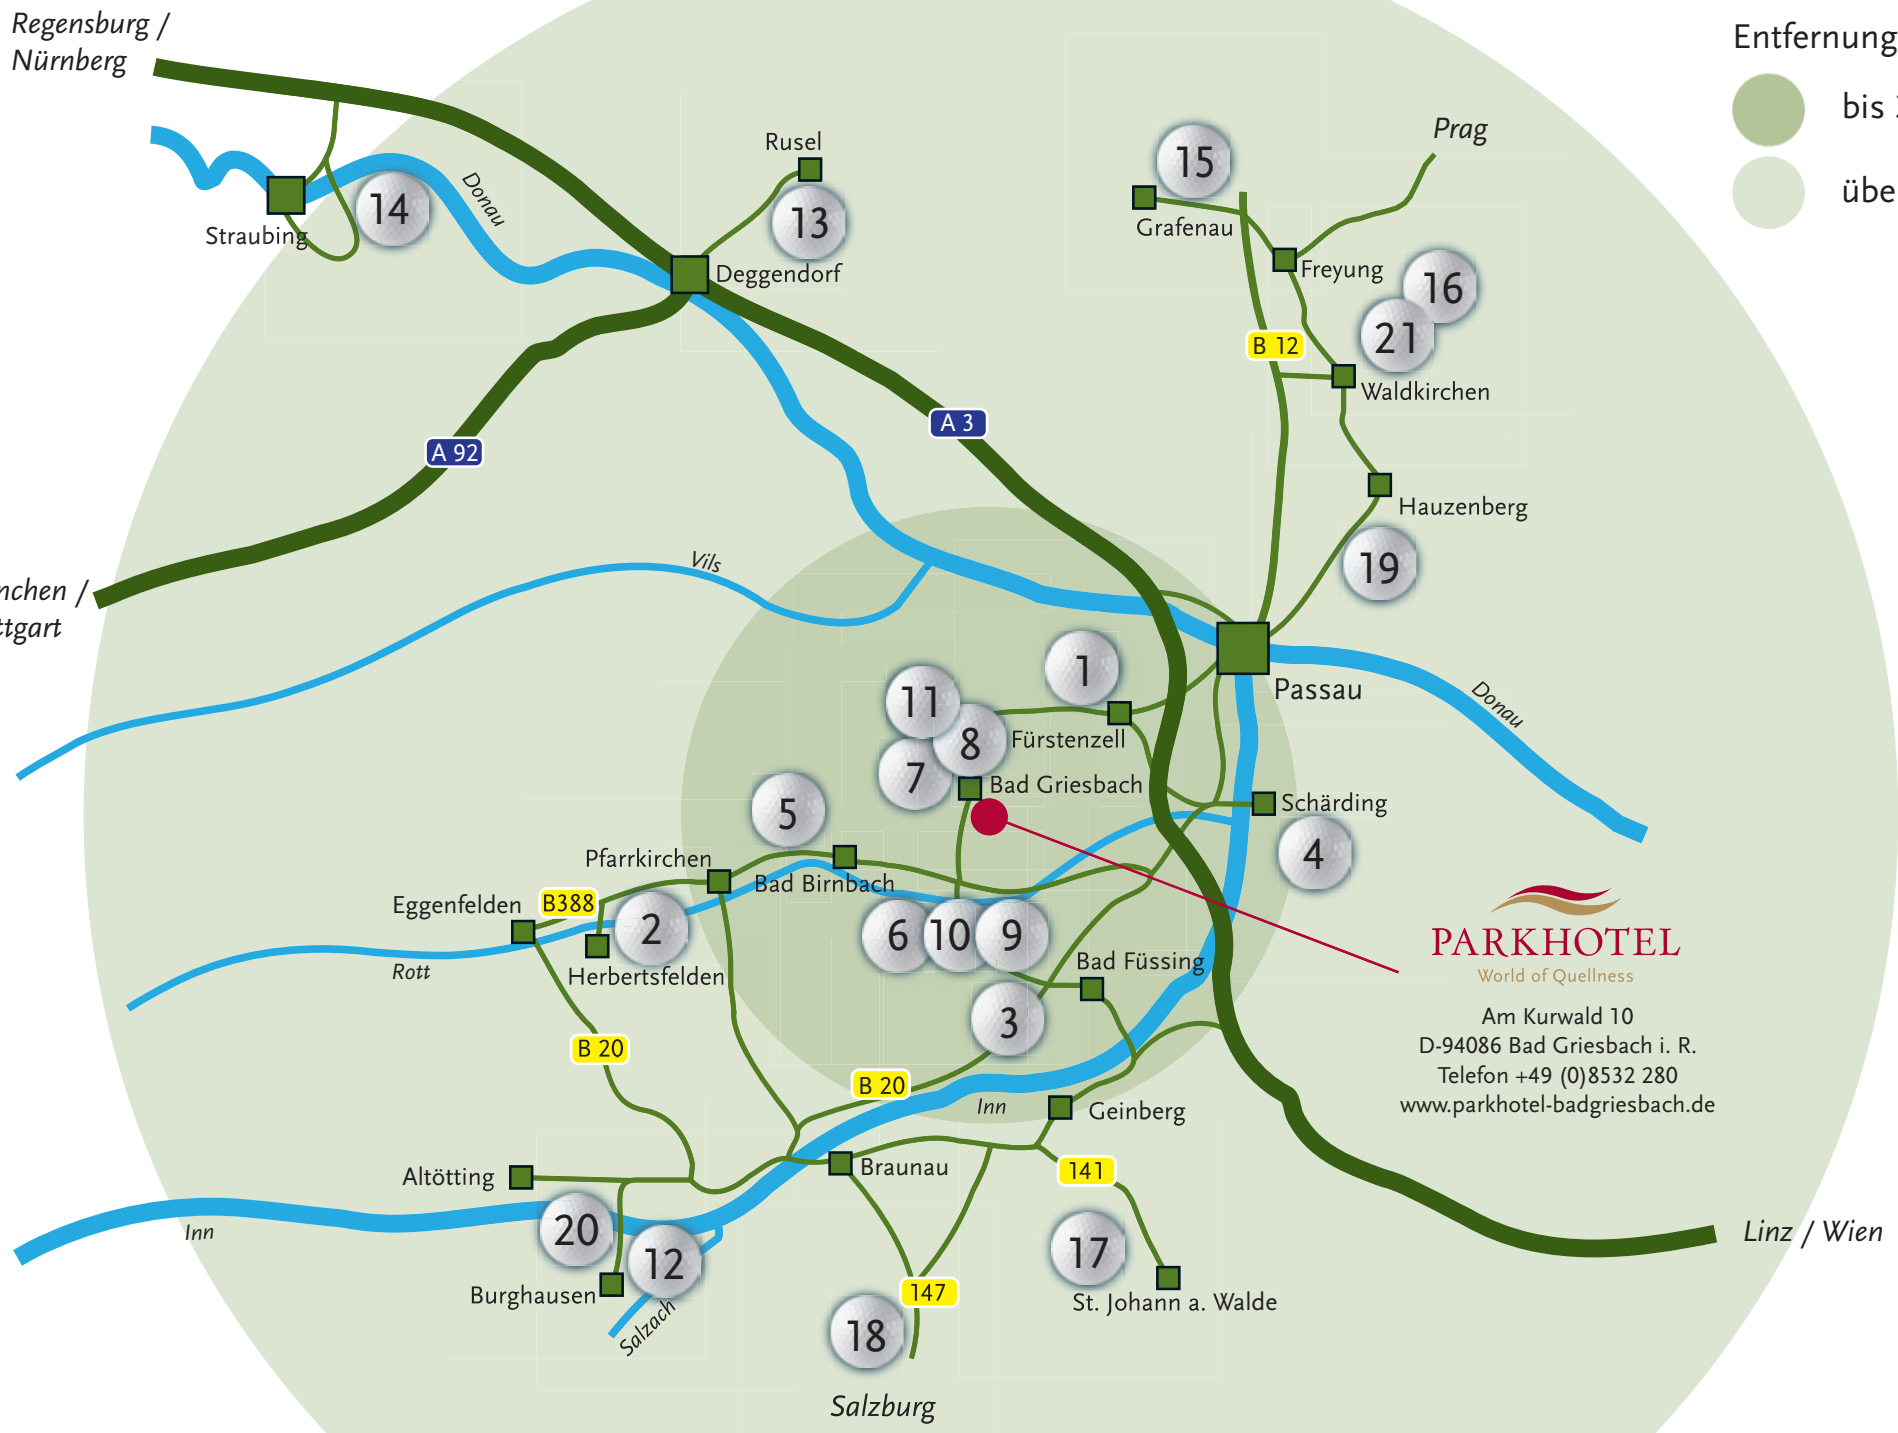 Regensburg /
Nürnberg
Entfernung
bis
Prag
Rusel
15
14
Donau
13
Grafenau
Straubing
Deggendorf
Freyung
16
21
B 12
Waldkirchen
A 3
A 92
Hauzenberg
Vils
19
1
11
Passau
8
Fürstenzell
Donau
7
Bad Griesbach
5
Schärding
4
Pfarrkirchen
Bad Birnbach
Eggenfelden
B388
2
6
10
9
PARKHOTEL
World of Quellness
Rott
Herbertsfelden
Bad Füssing
3
Am Kurwald 10
D-94086 Bad Griesbach i. R.
Telefon +49 (0)8532 280
www.parkhotel-badgriesbach.de
B 20
B 20
Inn
Geinberg
Altötting
Braunau
141
Inn
20
12
17
Linz / Wien
Burghausen
147
St. Johann a. Walde
Salzach
18
Salzburg